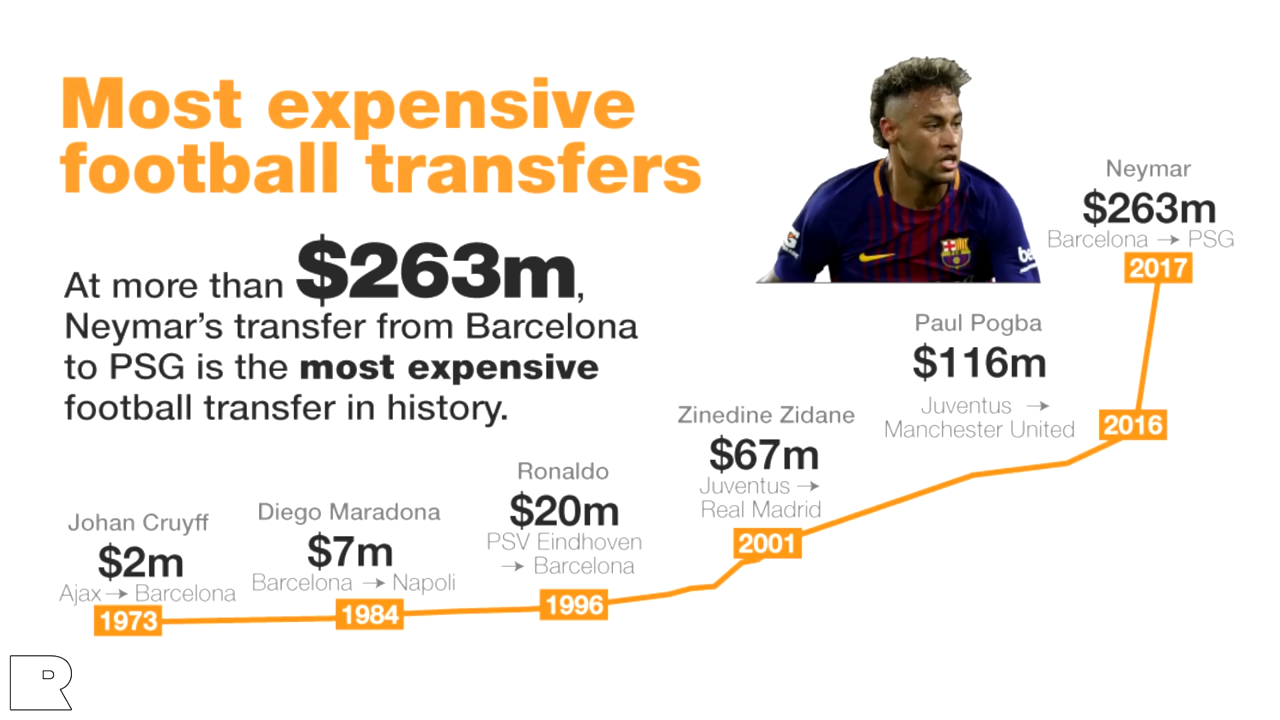 Most expensive
football transfers
At more than $263m,
Neymar's transfer from Barcelona
to PSG is the most expensive
football transfer in history.
Johan Cruyff
$2m
Ajax → Barcelona
1973
Diego Maradona
$7m
Barcelona → Napoli
1984
Ronaldo
$20m
PSV Eindhoven
→ Barcelona
1996
Zinedine Zidane
$67m
Juventus →
Real Madrid
2001
Paul Pogba
$116m
Juventus →
Manchester United
2016
Neymar
$263m
Barcelona → PSG
2017
R